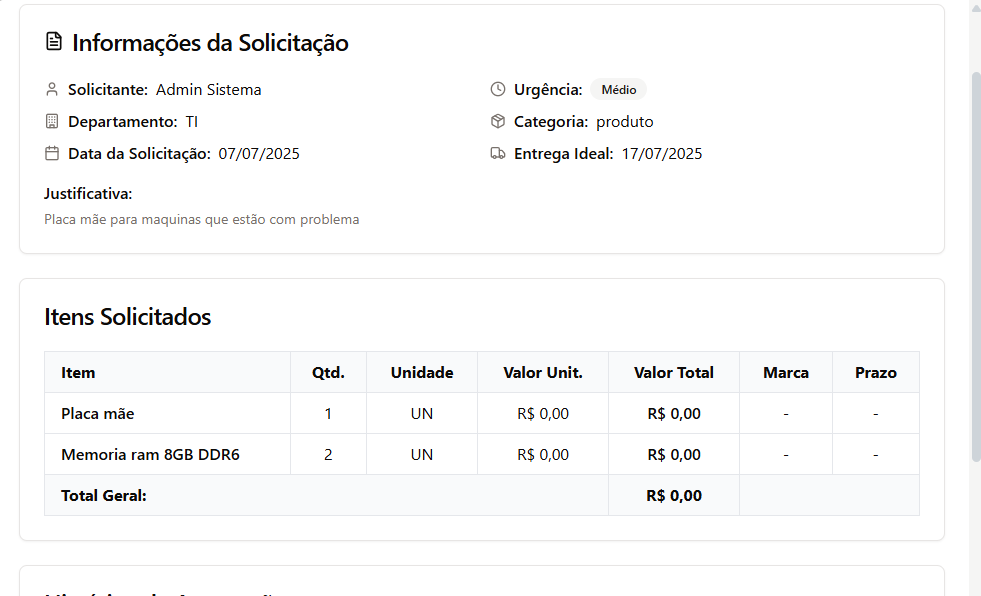 Informações da Solicitação
Solicitante: Admin Sistema
Urgência: Médio
Departamento: TI
Categoria: produto
Data da Solicitação: 07/07/2025
Entrega Ideal: 17/07/2025
Justificativa:
Placa mãe para maquinas que estão com problema
Itens Solicitados
Item Qtd. Unidade Valor Unit. Valor Total Marca Prazo
Placa mãe 1 UN R$ 0,00 R$ 0,00 - -
Memoria ram 8GB DDR6 2 UN R$ 0,00 R$ 0,00 - -
Total Geral: R$ 0,00